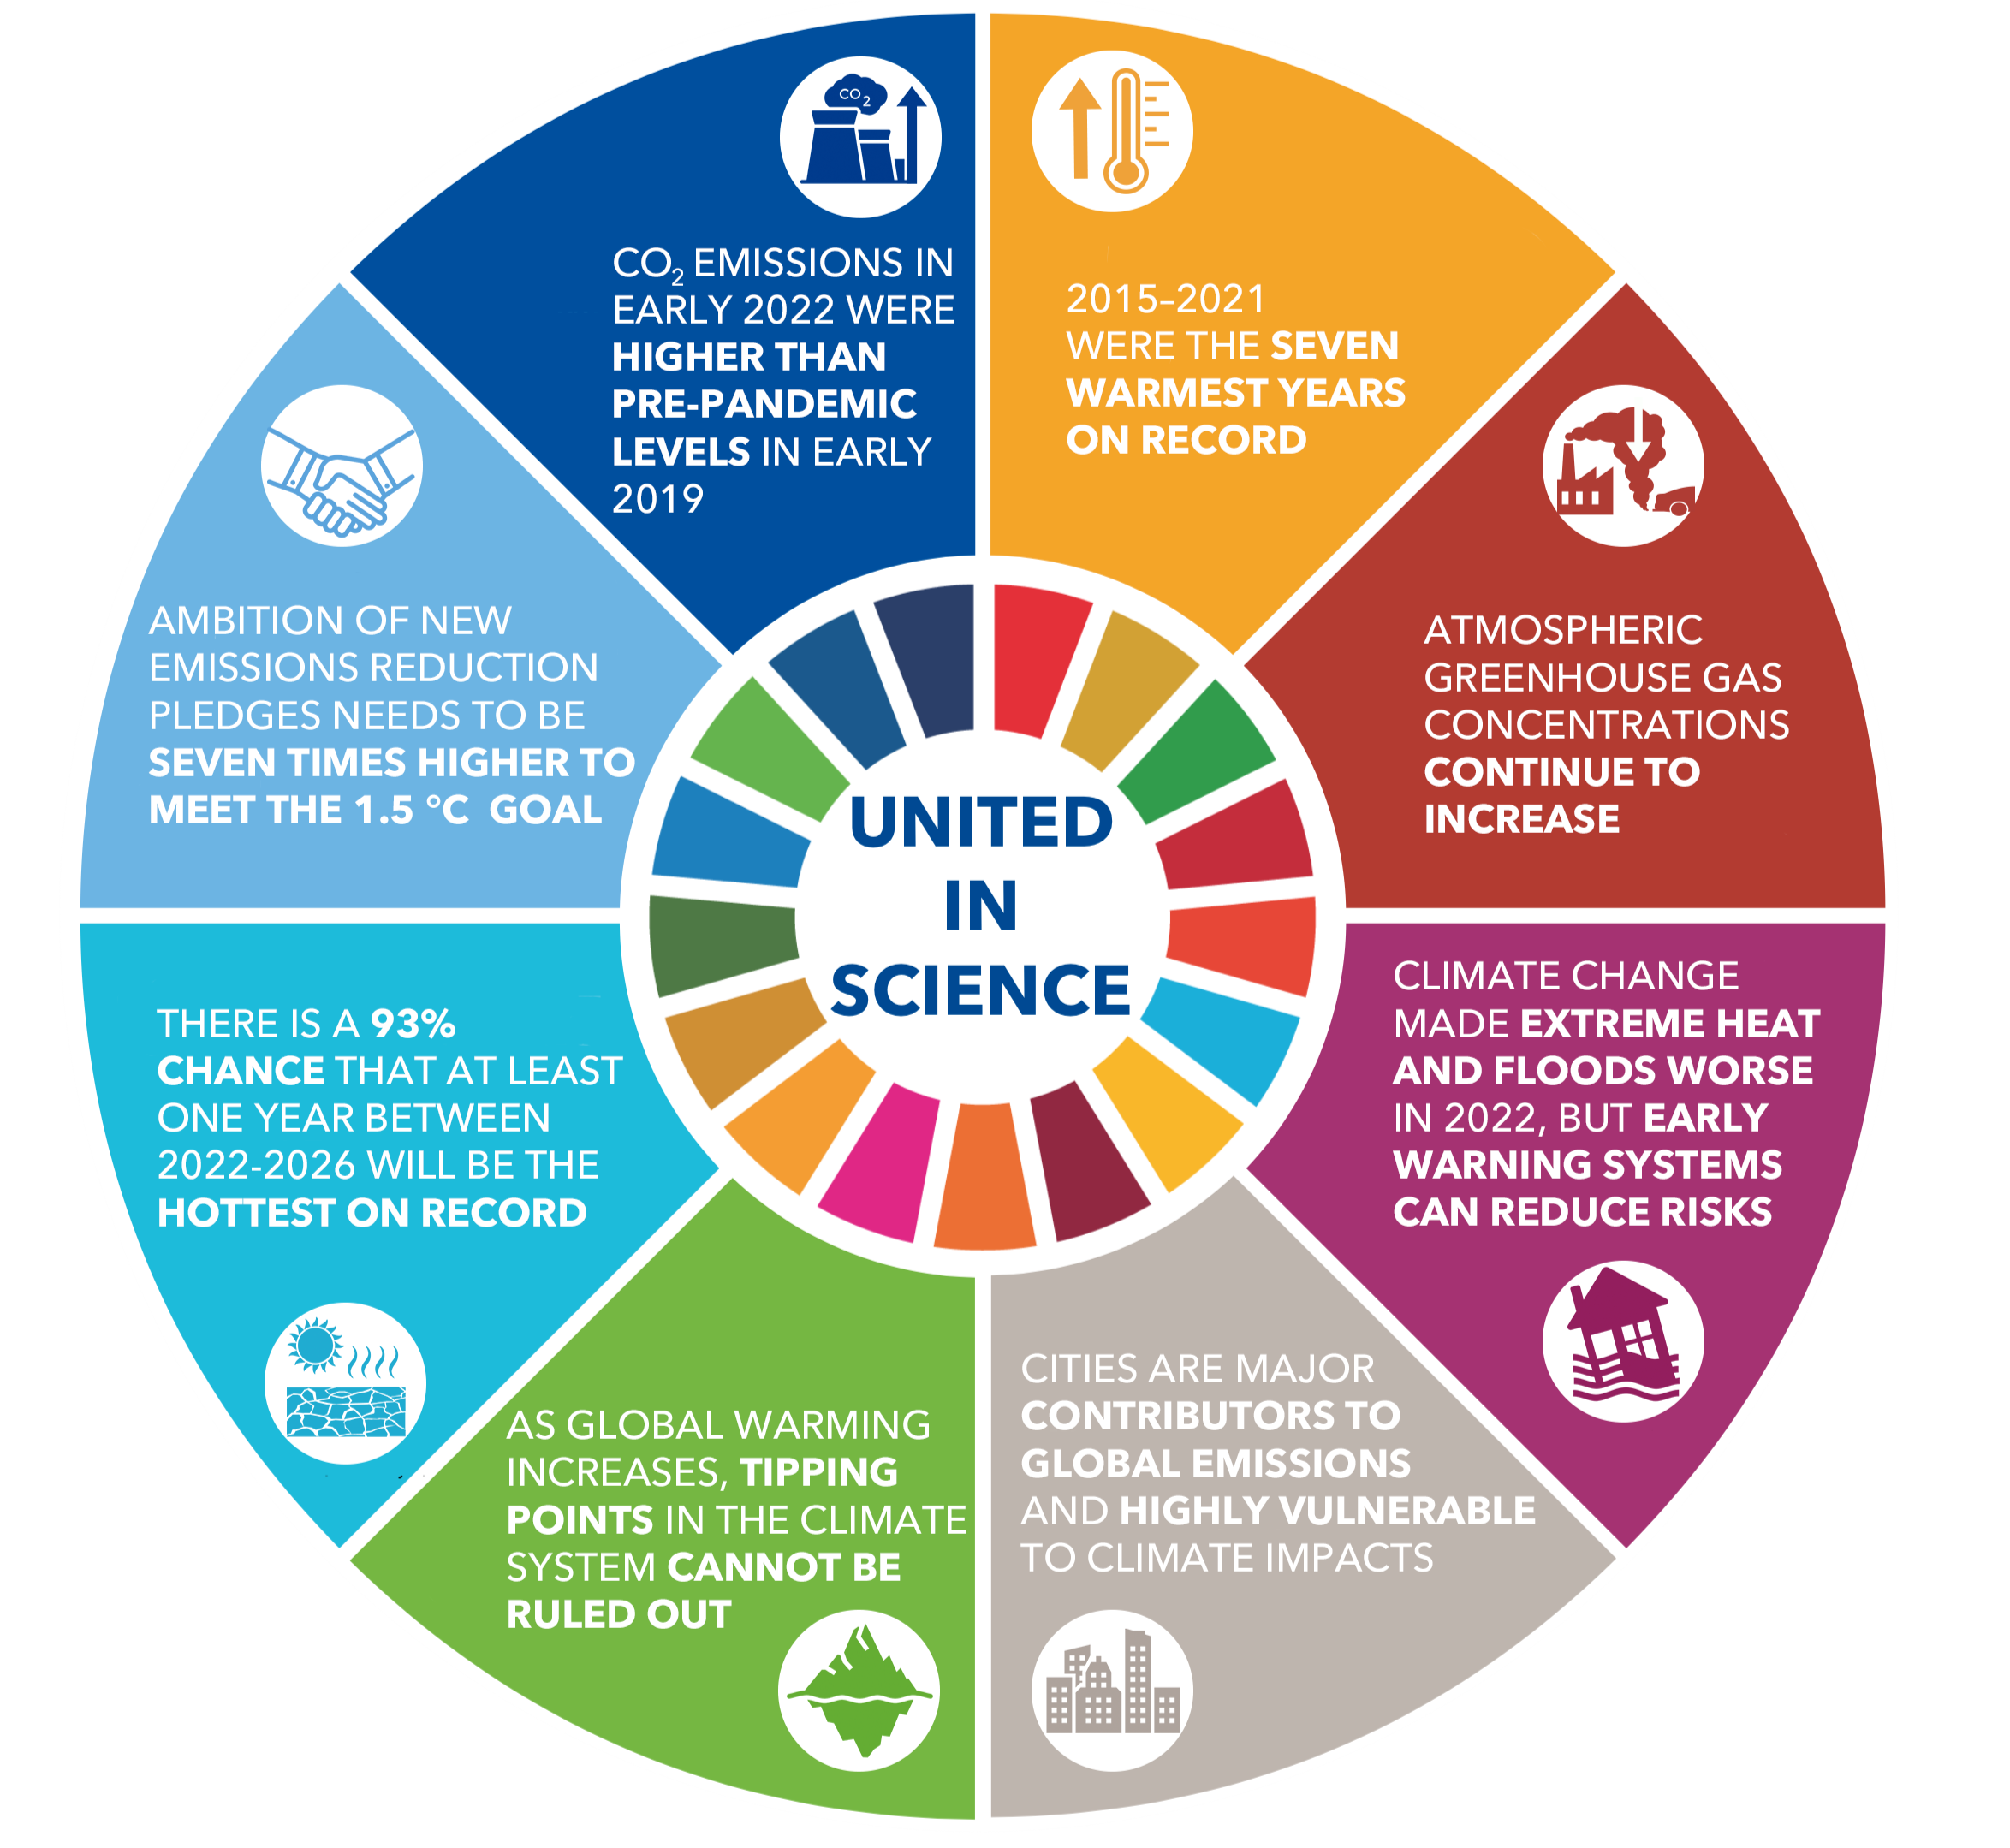 CO₂ EMISSIONS IN
EARLY 2022 WERE
HIGHER THAN
PRE-PANDEMIC
LEVELS IN EARLY
2019
CO₂
2015-2021
WERE THE SEVEN
WARMEST YEARS
ON RECORD
ATMOSPHERIC
GREENHOUSE GAS
CONCENTRATIONS
CONTINUE TO
INCREASE
CLIMATE CHANGE
MADE EXTREME HEAT
AND FLOODS WORSE
IN 2022, BUT EARLY
WARNING SYSTEMS
CAN REDUCE RISKS
CITIES ARE MAJOR
CONTRIBUTORS TO
GLOBAL EMISSIONS
AND HIGHLY VULNERABLE
TO CLIMATE IMPACTS
AS GLOBAL WARMING
INCREASES, TIPPING
POINTS IN THE CLIMATE
SYSTEM CANNOT BE
RULED OUT
THERE IS A 93%
CHANCE THAT AT LEAST
ONE YEAR BETWEEN
2022-2026 WILL BE THE
HOTTEST ON RECORD
AMBITION OF NEW
EMISSIONS REDUCTION
PLEDGES NEEDS TO BE
SEVEN TIMES HIGHER TO
MEET THE 1.5 °C GOAL
UNITED
IN
SCIENCE